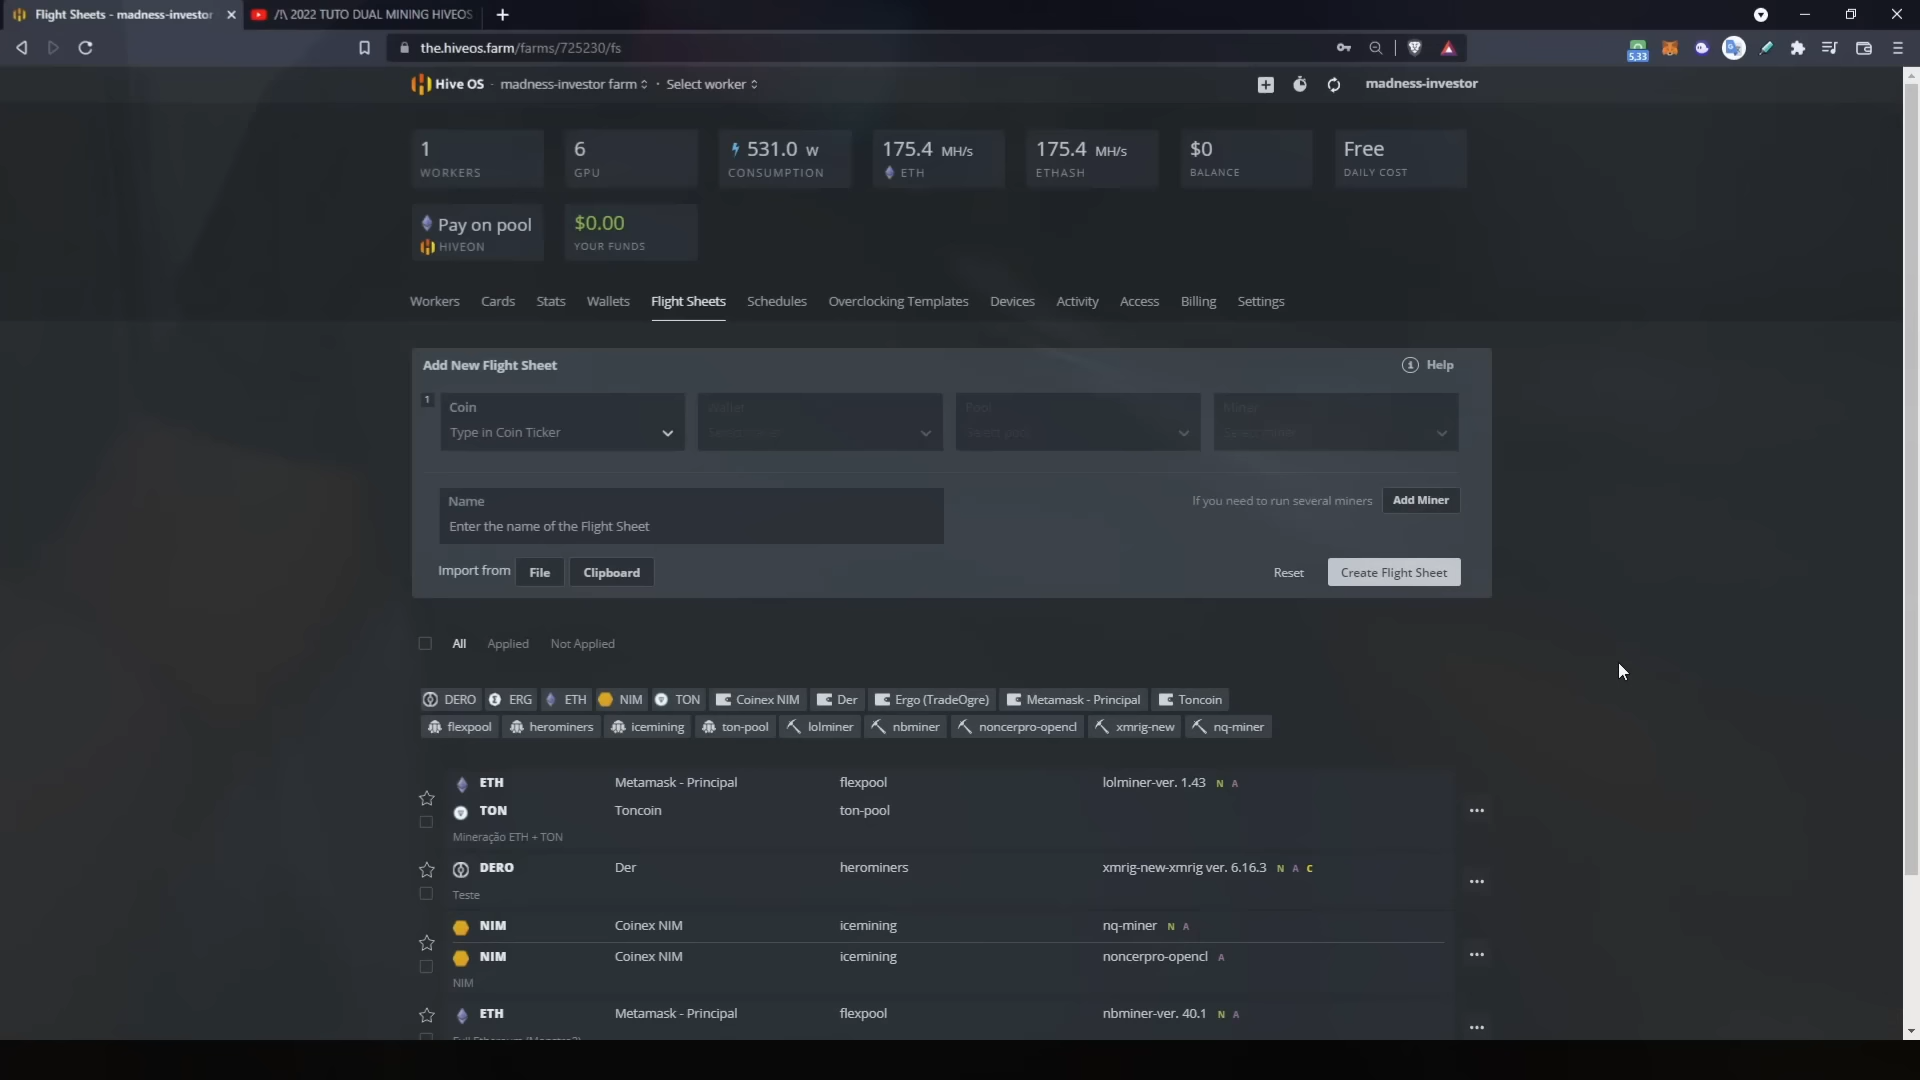 Flight Sheets - madness-investor
/!\ 2022 TUTO DUAL MINING HIVEOS
the.hiveos.farm/farms/725230/fs
5,33
Hive OS · madness-investor farm · Select worker
madness-investor
1
WORKERS
6
GPU
531.0 W
CONSUMPTION
175.4 MH/s
ETH
175.4 MH/s
ETHASH
$0
BALANCE
Free
DAILY COST
Pay on pool
HIVEON
$0.00
YOUR FUNDS
Workers Cards Stats Wallets Flight Sheets Schedules Overclocking Templates Devices Activity Access Billing Settings
Add New Flight Sheet
Help
1
Coin
Type in Coin Ticker
Wallet
Pool
Select pool
Miner
Select miner
Name
Enter the name of the Flight Sheet
If you need to run several miners Add Miner
Import from File Clipboard
Reset Create Flight Sheet
All Applied Not Applied
DERO ERG ETH NIM TON Coinex NIM Der Ergo (TradeOgre) Metamask - Principal Toncoin
flexpool herominers icemining ton-pool lolminer nbminer noncerpro-opencl xmrig-new nq-miner
ETH Metamask - Principal flexpool lolminer-ver. 1.43 N A
TON Toncoin ton-pool
Mineração ETH + TON
DERO Der herominers xmrig-new-xmrig ver. 6.16.3 N A C
Teste
NIM Coinex NIM icemining nq-miner N A
NIM Coinex NIM icemining noncerpro-opencl A
NIM
ETH Metamask - Principal flexpool nbminer-ver. 40.1 N A